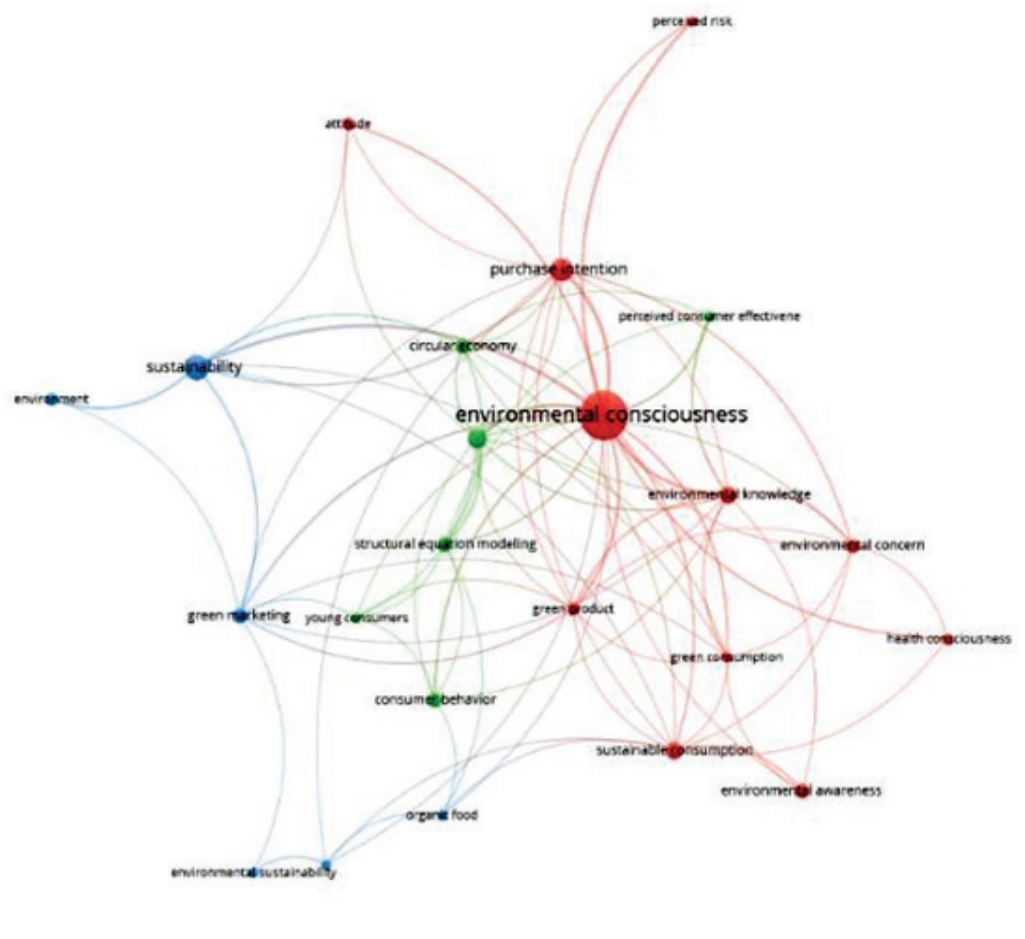 perceived risk
attitude
purchase intention
perceived consumer effectivene
circular economy
sustainability
environment
environmental consciousness
environmental knowledge
structural equation modeling
environmental concern
green product
green marketing
young consumers
health consciousness
green consumption
consumer behavior
sustainable consumption
environmental awareness
organic food
environmental sustainability